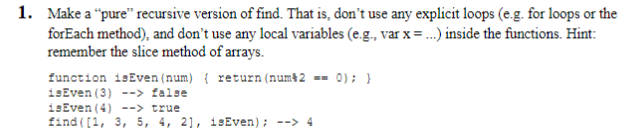 1. Make a “pure” recursive version of find. That is, don’t use any explicit loops (e.g. for loops or the
forEach method), and don’t use any local variables (e.g., var x = ...) inside the functions. Hint:
remember the slice method of arrays.
function isEven(num) { return(num%2 == 0); }
isEven(3) --> false
isEven(4) --> true
find([1, 3, 5, 4, 2], isEven); --> 4